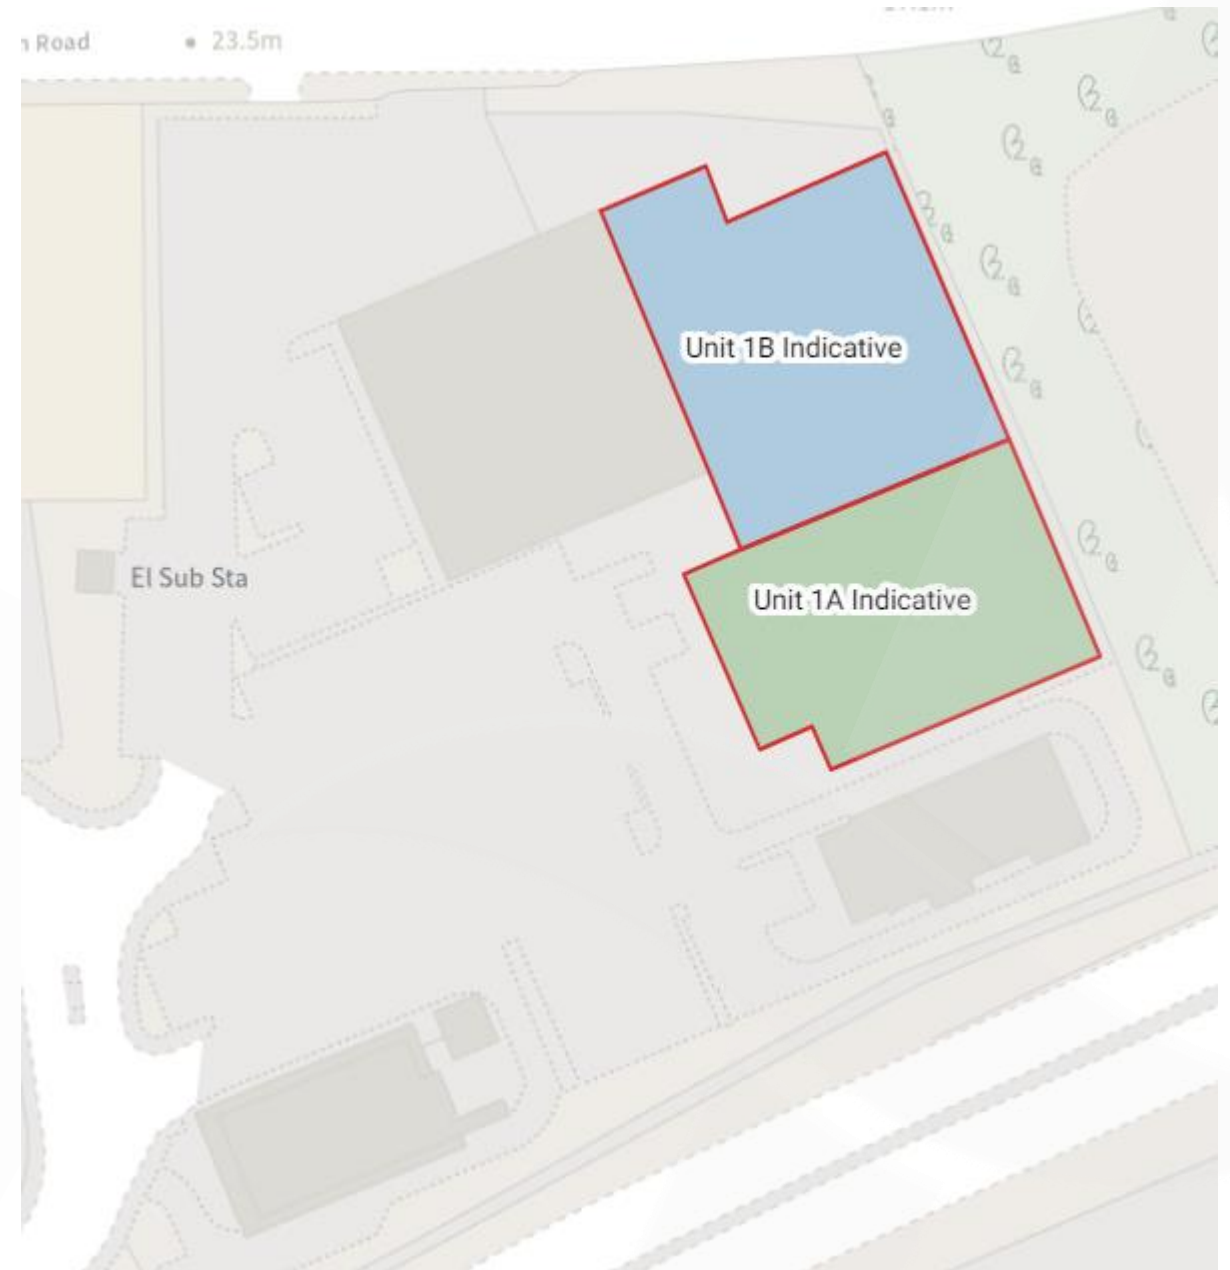 Road
23.5m
Unit 1B Indicative
El Sub Sta
Unit 1A Indicative